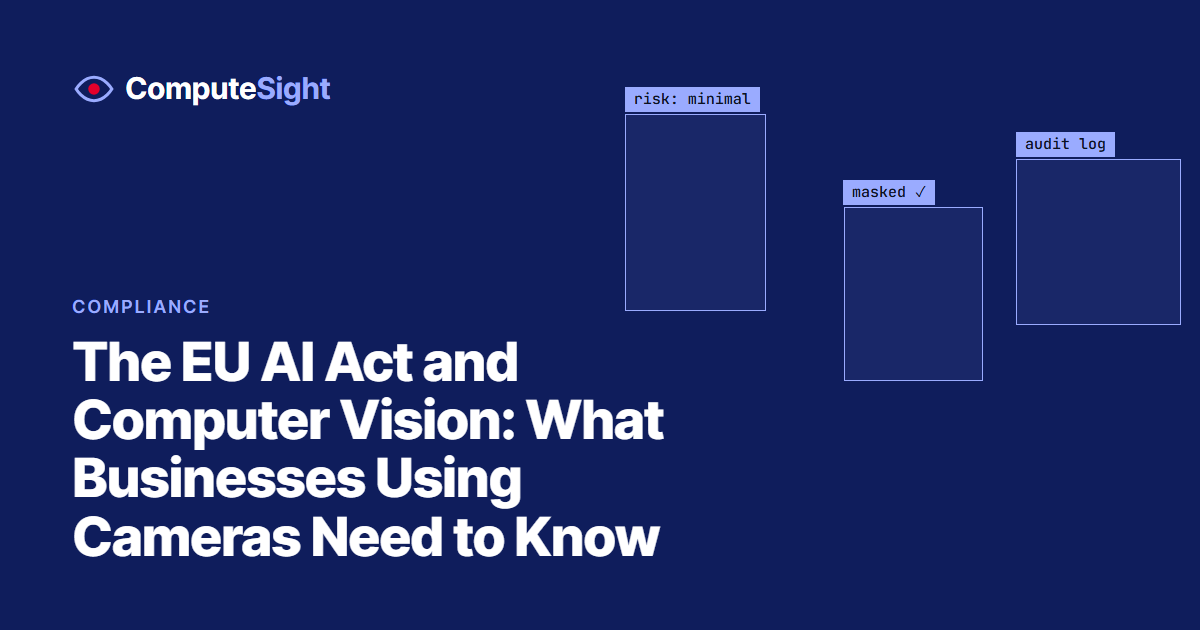 ComputeSight
risk: minimal
audit log
masked ✓
COMPLIANCE
The EU AI Act and
Computer Vision: What
Businesses Using
Cameras Need to Know